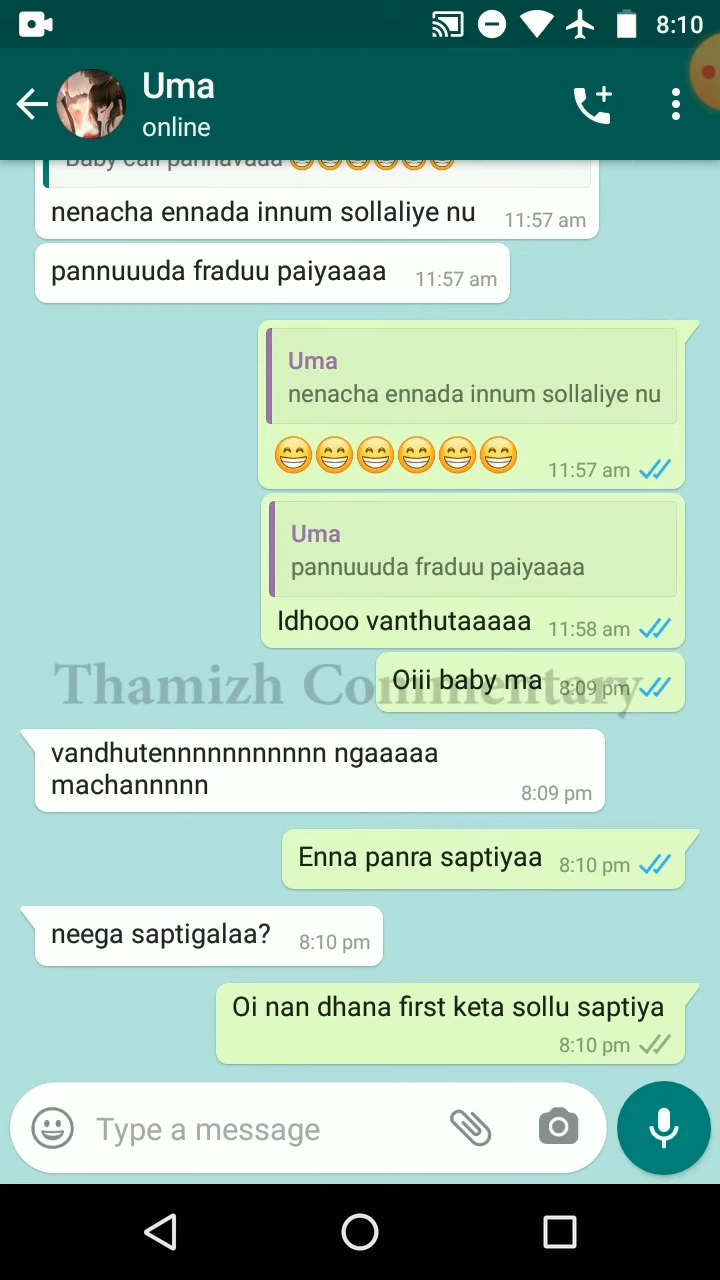 8:10
Uma
online
Baby call pannavaaa 😁😁😁😁😁😁
nenacha ennada innum sollaliye nu 11:57 am
pannuuuda fraduu paiyaaaa 11:57 am
Uma
nenacha ennada innum sollaliye nu
😁😁😁😁😁😁 11:57 am
Uma
pannuuuda fraduu paiyaaaa
Idhooo vanthutaaaaa 11:58 am
Thamizh Commentary
Oiii baby ma 8:09 pm
vandhutennnnnnnnnnn ngaaaaa
machannnnn
8:09 pm
Enna panra saptiyaa 8:10 pm
neega saptigalaa? 8:10 pm
Oi nan dhana first keta sollu saptiya
8:10 pm
Type a message